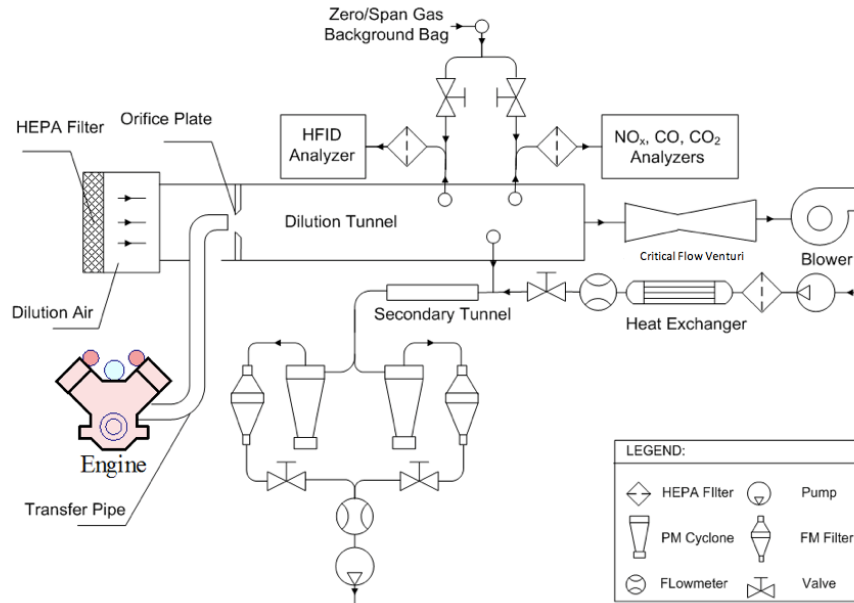 Zero/Span Gas
Background Bag
Orifice Plate
HEPA Filter
HFID
Analyzer
NOx, CO, CO2
Analyzers
Dilution Tunnel
Critical Flow Venturi
Blower
Dilution Air
Secondary Tunnel
Heat Exchanger
Engine
Transfer Pipe
LEGEND:
HEPA FIlter
Pump
PM Cyclone
FM Filter
FLowmeter
Valve